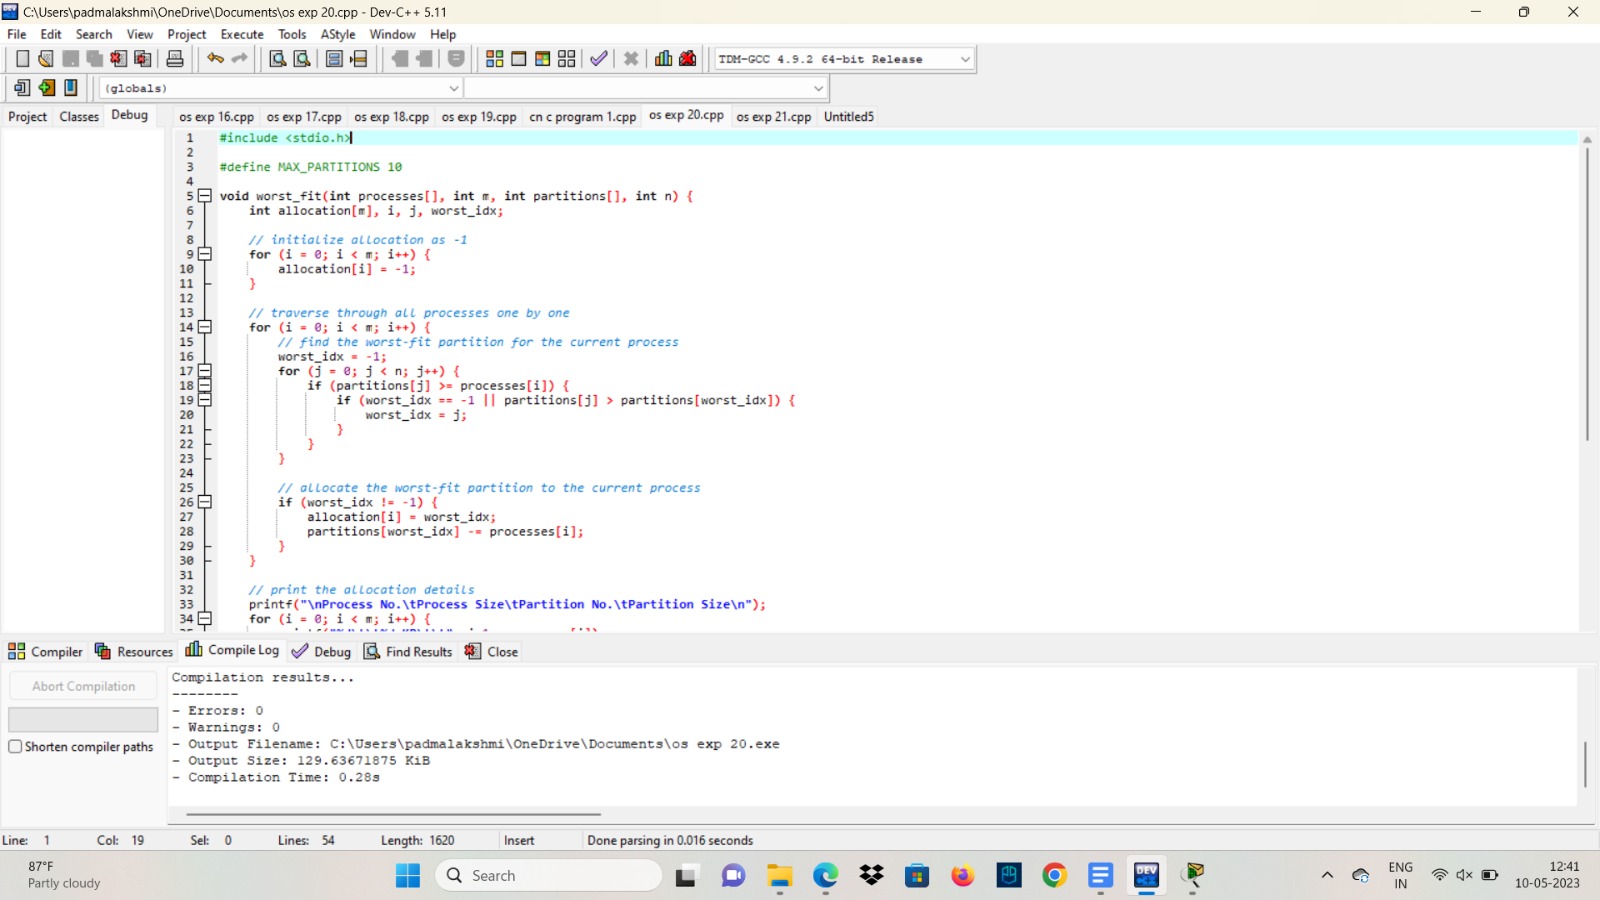 C:\Users\padmalakshmi\OneDrive\Documents\os exp 20.cpp - Dev-C++ 5.11
File Edit Search View Project Execute Tools AStyle Window Help
TDM-GCC 4.9.2 64-bit Release
(globals)
Project Classes Debug os exp 16.cpp os exp 17.cpp os exp 18.cpp os exp 19.cpp cn c program 1.cpp os exp 20.cpp os exp 21.cpp Untitled5
1 #include <stdio.h>
2
3 #define MAX_PARTITIONS 10
4
5 void worst_fit(int processes[], int m, int partitions[], int n) {
6 int allocation[m], i, j, worst_idx;
7
8 // initialize allocation as -1
9 for (i = 0; i < m; i++) {
10 allocation[i] = -1;
11 }
12
13 // traverse through all processes one by one
14 for (i = 0; i < m; i++) {
15 // find the worst-fit partition for the current process
16 worst_idx = -1;
17 for (j = 0; j < n; j++) {
18 if (partitions[j] >= processes[i]) {
19 if (worst_idx == -1 || partitions[j] > partitions[worst_idx]) {
20 worst_idx = j;
21 }
22 }
23 }
24
25 // allocate the worst-fit partition to the current process
26 if (worst_idx != -1) {
27 allocation[i] = worst_idx;
28 partitions[worst_idx] -= processes[i];
29 }
30 }
31
32 // print the allocation details
33 printf("\nProcess No.\tProcess Size\tPartition No.\tPartition Size\n");
34 for (i = 0; i < m; i++) {
Compiler Resources Compile Log Debug Find Results Close
Abort Compilation
Shorten compiler paths
Compilation results...
--------
- Errors: 0
- Warnings: 0
- Output Filename: C:\Users\padmalakshmi\OneDrive\Documents\os exp 20.exe
- Output Size: 129.63671875 KiB
- Compilation Time: 0.28s
Line: 1 Col: 19 Sel: 0 Lines: 54 Length: 1620 Insert Done parsing in 0.016 seconds
87°F
Partly cloudy
Search
DEV
ENG
IN
12:41
10-05-2023